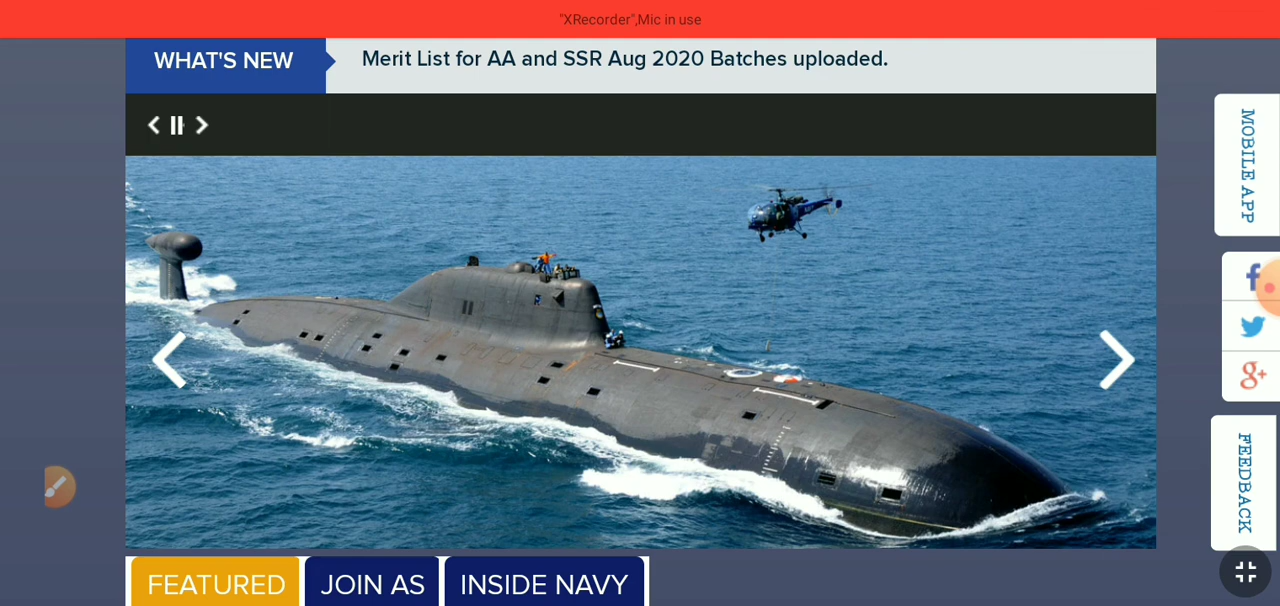 "XRecorder",Mic in use
WHAT'S NEW
Merit List for AA and SSR Aug 2020 Batches uploaded.
MOBILE APP
f
g+
FEEDBACK
FEATURED
JOIN AS
INSIDE NAVY